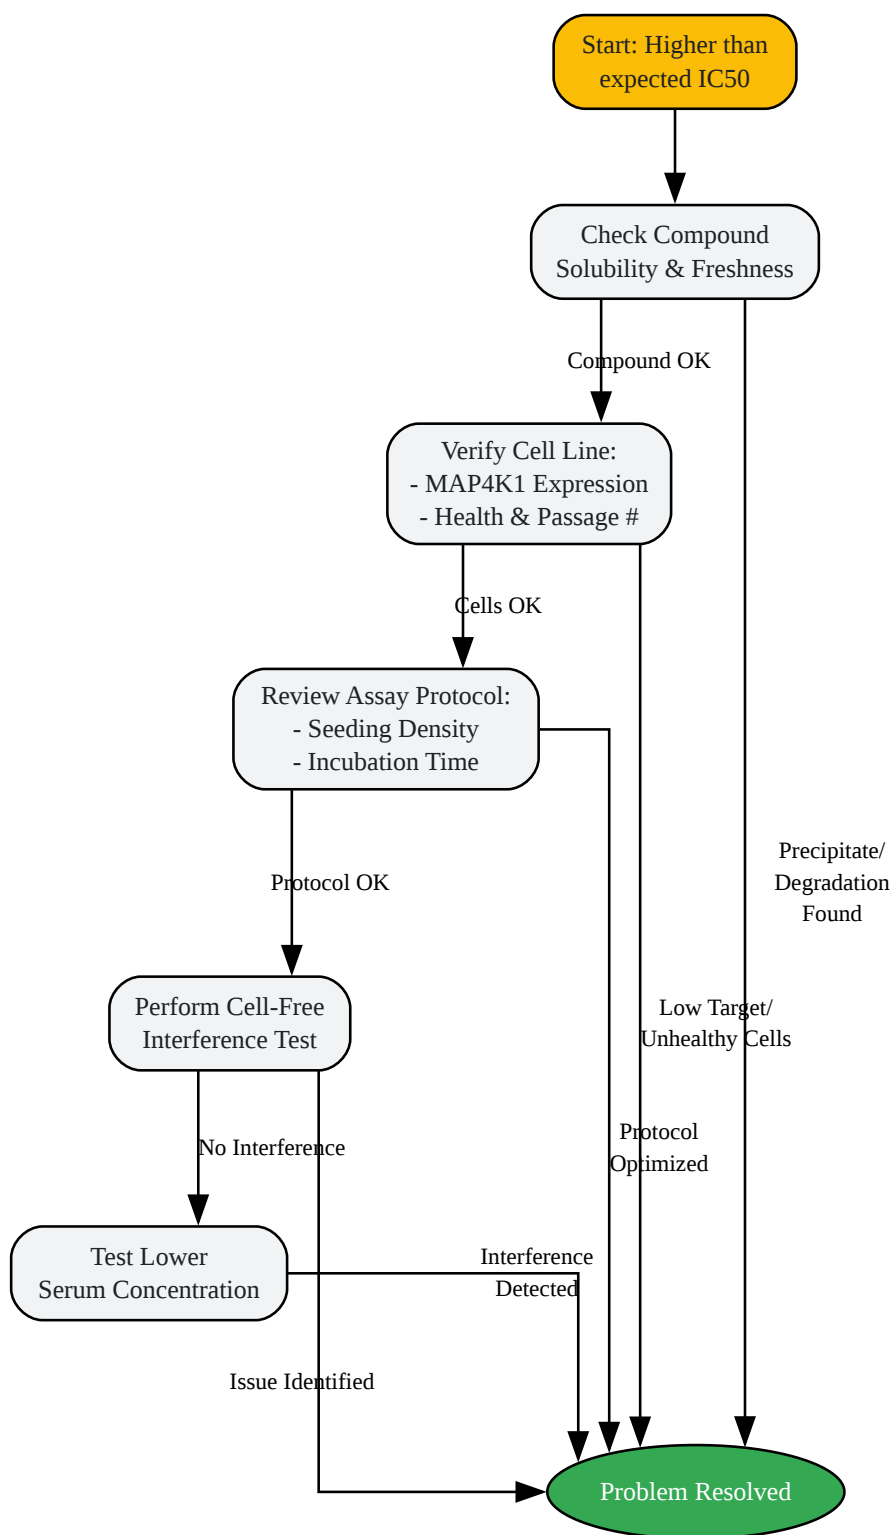 Start: Higher than
expected IC50
Check Compound
Solubility & Freshness
Compound OK
Verify Cell Line:
- MAP4K1 Expression
- Health & Passage #
Cells OK
Review Assay Protocol:
- Seeding Density
- Incubation Time
Precipitate/
Degradation
Found
Protocol OK
Perform Cell-Free
Interference Test
Low Target/
Unhealthy Cells
Protocol
Optimized
No Interference
Test Lower
Serum Concentration
Interference
Detected
Issue Identified
Problem Resolved